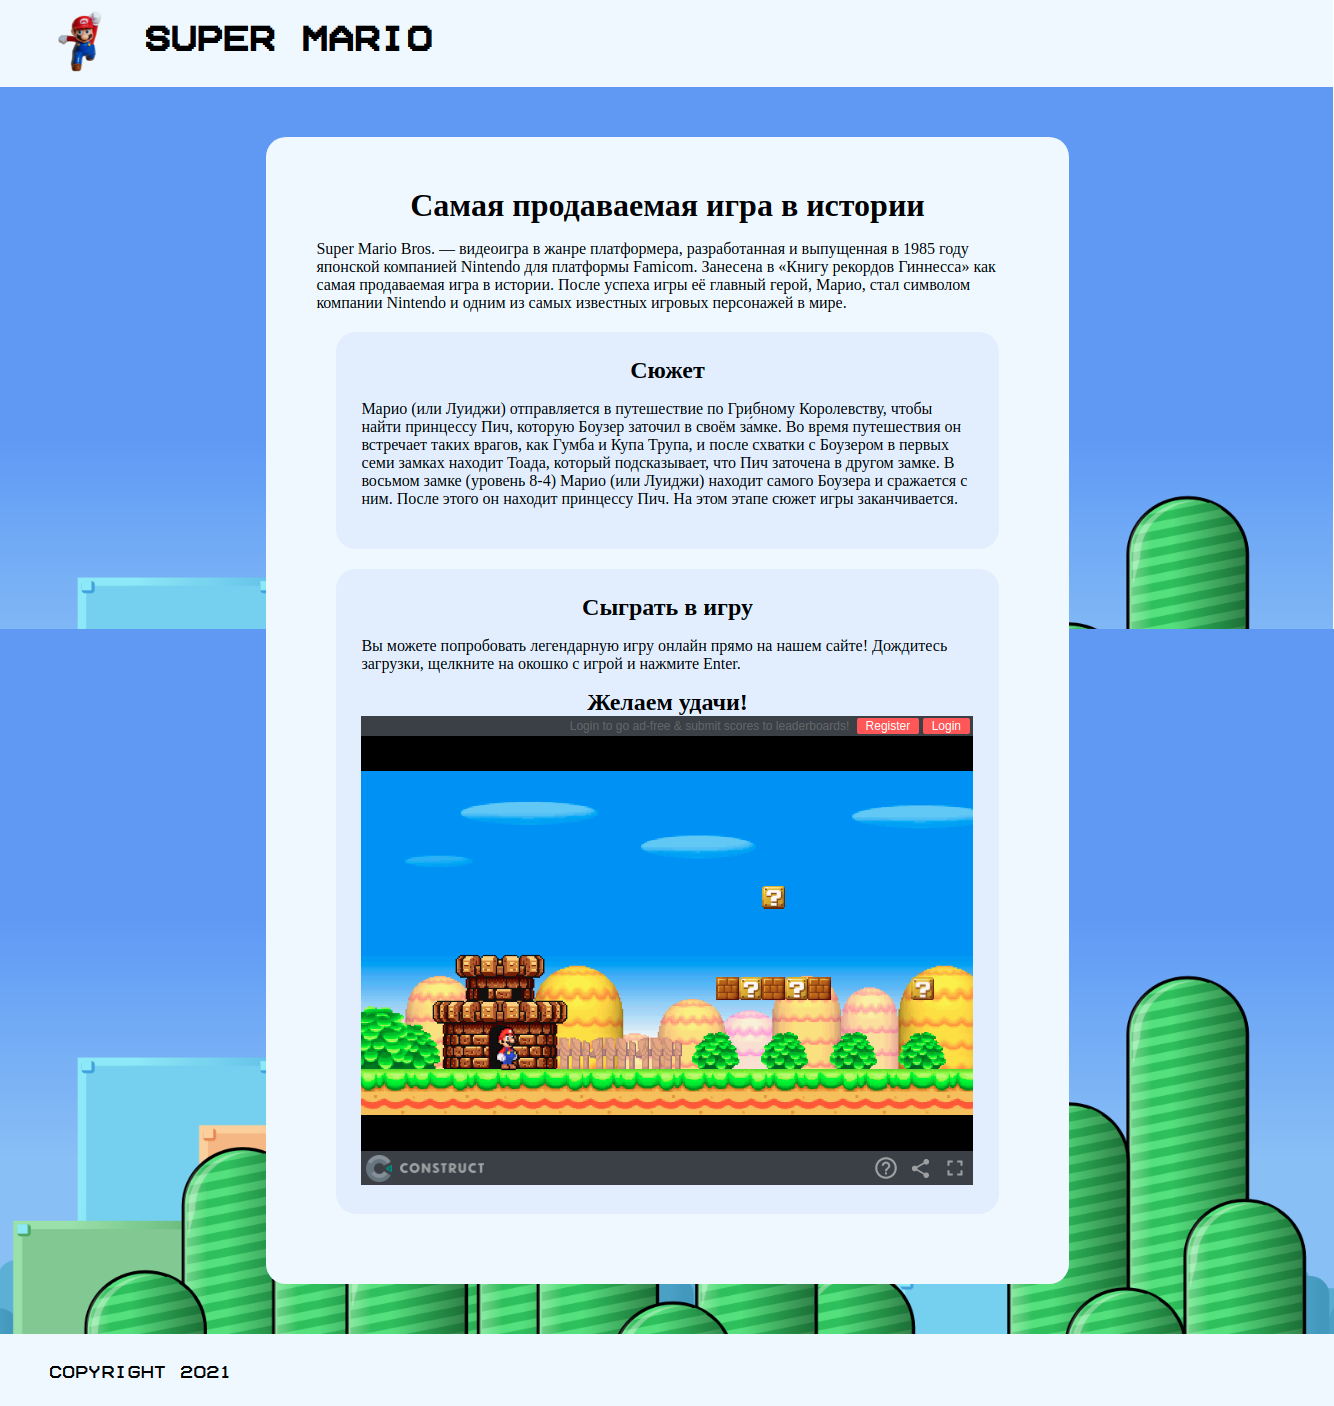 SUPER MARIO
Самая продаваемая игра в истории
Super Mario Bros. — видеоигра в жанре платформера, разработанная и выпущенная в 1985 году
японской компанией Nintendo для платформы Famicom. Занесена в «Книгу рекордов Гиннесса» как
самая продаваемая игра в истории. После успеха игры её главный герой, Марио, стал символом
компании Nintendo и одним из самых известных игровых персонажей в мире.
Сюжет
Марио (или Луиджи) отправляется в путешествие по Грибному Королевству, чтобы
найти принцессу Пич, которую Боузер заточил в своём за́мке. Во время путешествия он
встречает таких врагов, как Гумба и Купа Трупа, и после схватки с Боузером в первых
семи замках находит Тоада, который подсказывает, что Пич заточена в другом замке. В
восьмом замке (уровень 8-4) Марио (или Луиджи) находит самого Боузера и сражается с
ним. После этого он находит принцессу Пич. На этом этапе сюжет игры заканчивается.
Сыграть в игру
Вы можете попробовать легендарную игру онлайн прямо на нашем сайте! Дождитесь
загрузки, щелкните на окошко с игрой и нажмите Enter.
Желаем удачи!
Login to go ad-free & submit scores to leaderboards! Register Login
?
? ? ?
CONSTRUCT ?
COPYRIGHT 2021